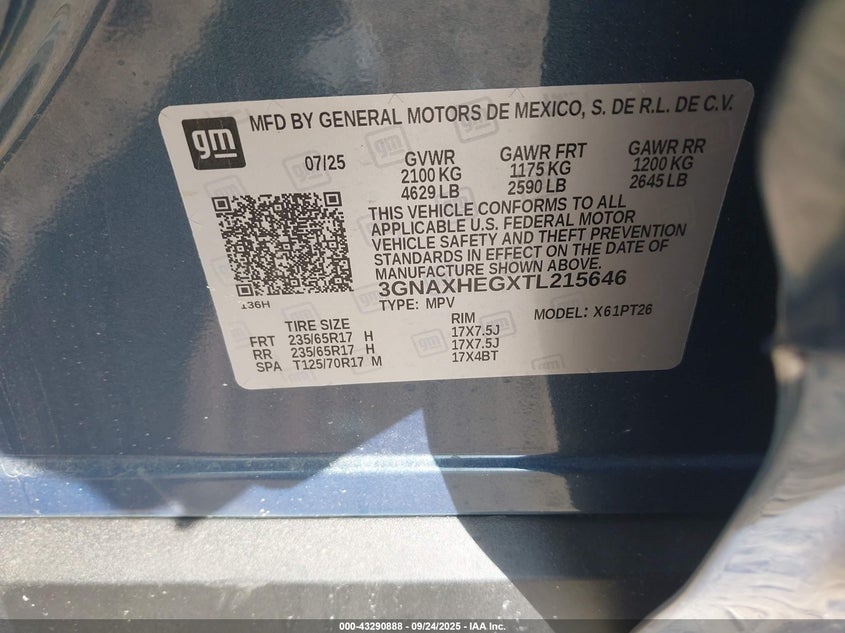 gm MFD BY GENERAL MOTORS DE MEXICO, S. DE R.L. DE C.V.
07/25 GVWR GAWR FRT GAWR RR
2100 KG 1175 KG 1200 KG
4629 LB 2590 LB 2645 LB
THIS VEHICLE CONFORMS TO ALL
APPLICABLE U.S. FEDERAL MOTOR
VEHICLE SAFETY AND THEFT PREVENTION
STANDARDS IN EFFECT ON THE DATE OF
MANUFACTURE SHOWN ABOVE.
3GNAXHEGXTL215646
136H TYPE: MPV MODEL: X61PT26
TIRE SIZE RIM
FRT 235/65R17 H 17X7.5J
RR 235/65R17 H 17X7.5J
SPA T125/70R17 M 17X4BT
000-43290888 - 09/24/2025 - IAA Inc.